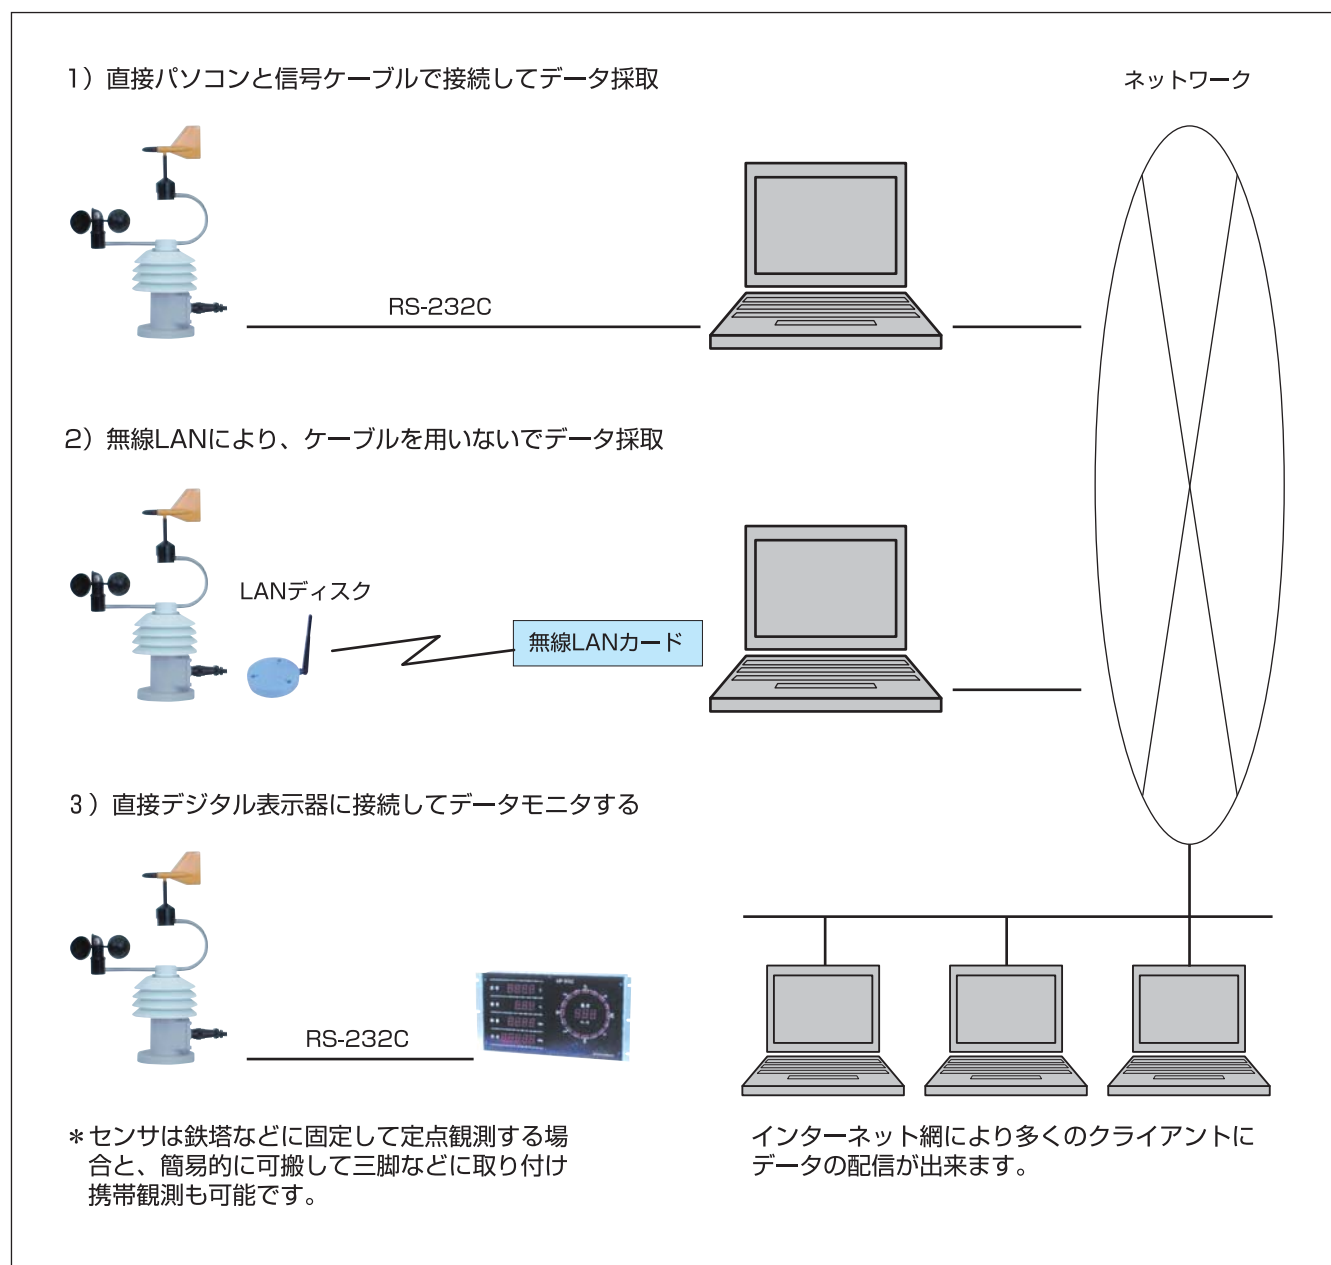 1）直接パソコンと信号ケーブルで接続してデータ採取
ネットワーク
RS-232C
2）無線LANにより、ケーブルを用いないでデータ採取
LANディスク
無線LANカード
3）直接デジタル表示器に接続してデータモニタする
RS-232C
＊センサは鉄塔などに固定して定点観測する場
合と、簡易的に可搬して三脚などに取り付け
携帯観測も可能です。
インターネット網により多くのクライアントに
データの配信が出来ます。